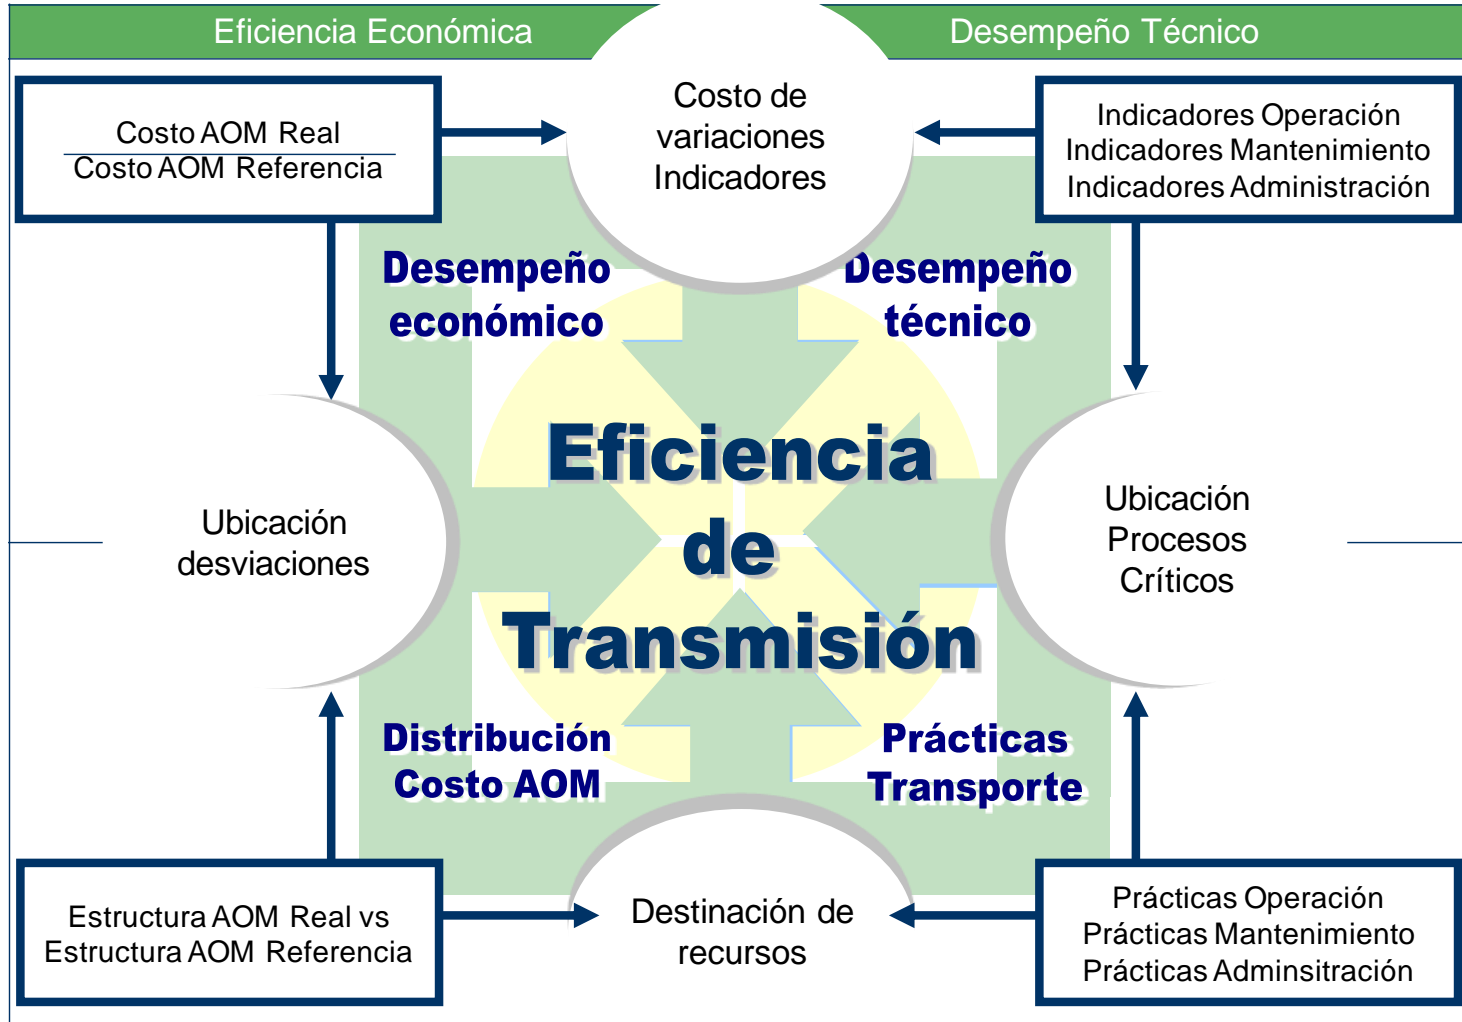 Eficiencia Económica
Desempeño Técnico
Costo AOM Real
Costo AOM Referencia
Costo de
variaciones
Indicadores
Indicadores Operación
Indicadores Mantenimiento
Indicadores Administración
Desempeño
económico
Desempeño
técnico
Eficiencia
de
Transmisión
Ubicación
desviaciones
Ubicación
Procesos
Críticos
Distribución
Costo AOM
Prácticas
Transporte
Estructura AOM Real vs
Estructura AOM Referencia
Destinación de
recursos
Prácticas Operación
Prácticas Mantenimiento
Prácticas Adminsitración